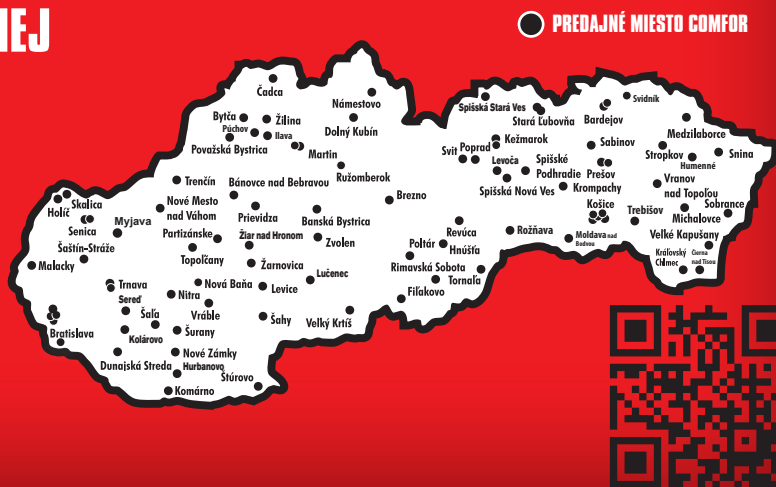 IEJ
PREDAJNÉ MIESTO COMFOR
Čadca
Námestovo
Bytča
Žilina
Púchov
Ilava
Dolný Kubín
Považská Bystrica
Martin
Ružomberok
Spišská Stará Ves
Stará Ľubovňa
Svidník
Bardejov
Medzilaborce
Kežmarok
Sabinov
Svit
Poprad
Stropkov
Snina
Levoča
Spišské
Podhradie
Prešov
Humenné
Spišská Nová Ves
Krompachy
Vranov
nad Topoľou
Trenčín
Bánovce nad Bebravou
Brezno
Skalica
Holíč
Nové Mesto
nad Váhom
Prievidza
Banská Bystrica
Košice
Sobrance
Senica
Myjava
Partizánske
Žiar nad Hronom
Zvolen
Revúca
Rožňava
Trebišov
Michalovce
Šaštín–Stráže
Poltár
Hnúšťa
Moldava nad
Bodvou
Veľké Kapušany
Malacky
Topoľčany
Žarnovica
Rimavská Sobota
Kráľovský
Chlmec
Čierna
nad Tisou
Trnava
Nová Baňa
Lučenec
Tornaľa
Sereď
Nitra
Levice
Fiľakovo
Šaľa
Vráble
Bratislava
Kolárovo
Šurany
Šahy
Veľký Krtíš
Nové Zámky
Dunajská Streda
Hurbanovo
Štúrovo
Komárno